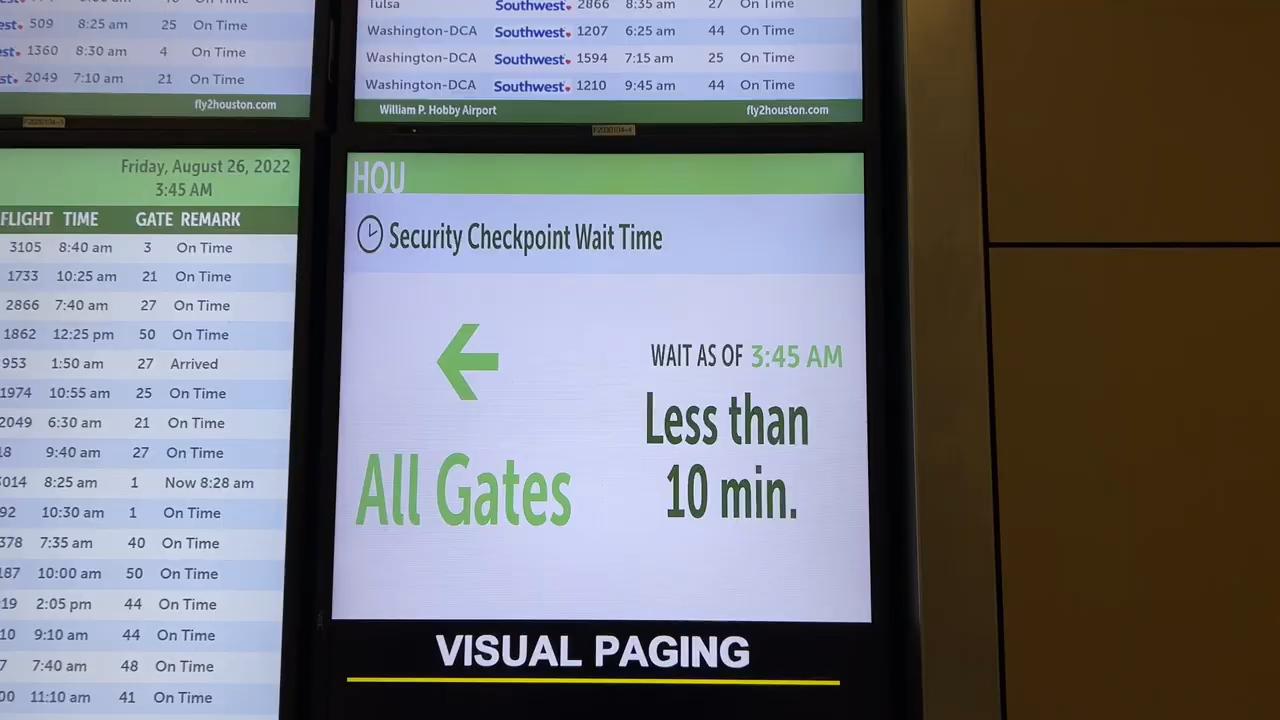 509 8:25 am 25 On Time
1360 8:30 am 4 On Time
2049 7:10 am 21 On Time
fly2houston.com
Tulsa Southwest 2866 8:35 am 27 On Time
Washington-DCA Southwest 1207 6:25 am 44 On Time
Washington-DCA Southwest 1594 7:15 am 25 On Time
Washington-DCA Southwest 1210 9:45 am 44 On Time
William P. Hobby Airport fly2houston.com
Friday, August 26, 2022
3:45 AM
FLIGHT TIME GATE REMARK
3105 8:40 am 3 On Time
1733 10:25 am 21 On Time
2866 7:40 am 27 On Time
1862 12:25 pm 50 On Time
953 1:50 am 27 Arrived
1974 10:55 am 25 On Time
2049 6:30 am 21 On Time
18 9:40 am 27 On Time
3014 8:25 am 1 Now 8:28 am
92 10:30 am 1 On Time
378 7:35 am 40 On Time
187 10:00 am 50 On Time
19 2:05 pm 44 On Time
10 9:10 am 44 On Time
7 7:40 am 48 On Time
00 11:10 am 41 On Time
HOU
Security Checkpoint Wait Time
WAIT AS OF 3:45 AM
Less than
10 min.
All Gates
VISUAL PAGING